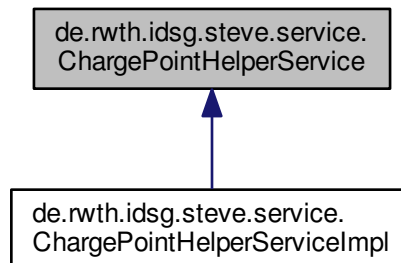 de.rwth.idsg.steve.service.
ChargePointHelperService
de.rwth.idsg.steve.service.
ChargePointHelperServiceImpl